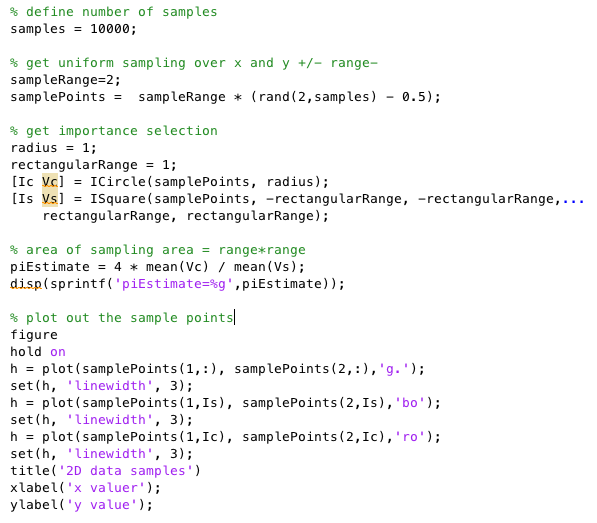 % define number of samples
samples = 10000;
% get uniform sampling over x and y +/- range-
sampleRange=2;
samplePoints =  sampleRange * (rand(2,samples) - 0.5);
% get importance selection
radius = 1;
rectangularRange = 1;
[Ic Vc] = ICircle(samplePoints, radius);
[Is Vs] = ISquare(samplePoints, -rectangularRange, -rectangularRange,...
    rectangularRange, rectangularRange);
% area of sampling area = range*range
piEstimate = 4 * mean(Vc) / mean(Vs);
disp(sprintf('piEstimate=%g',piEstimate));
% plot out the sample points
figure
hold on
h = plot(samplePoints(1,:), samplePoints(2,:),'g.');
set(h, 'linewidth', 3);
h = plot(samplePoints(1,Is), samplePoints(2,Is),'bo');
set(h, 'linewidth', 3);
h = plot(samplePoints(1,Ic), samplePoints(2,Ic),'ro');
set(h, 'linewidth', 3);
title('2D data samples')
xlabel('x valuer');
ylabel('y value');